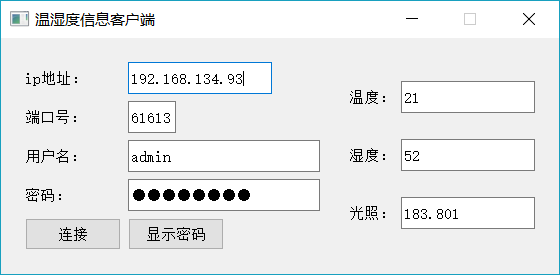 温湿度信息客户端
ip地址：
192.168.134.93
端口号：
61613
用户名：
admin
密码：
●●●●●●●●
连接
显示密码
温度：
21
湿度：
52
光照：
183.801